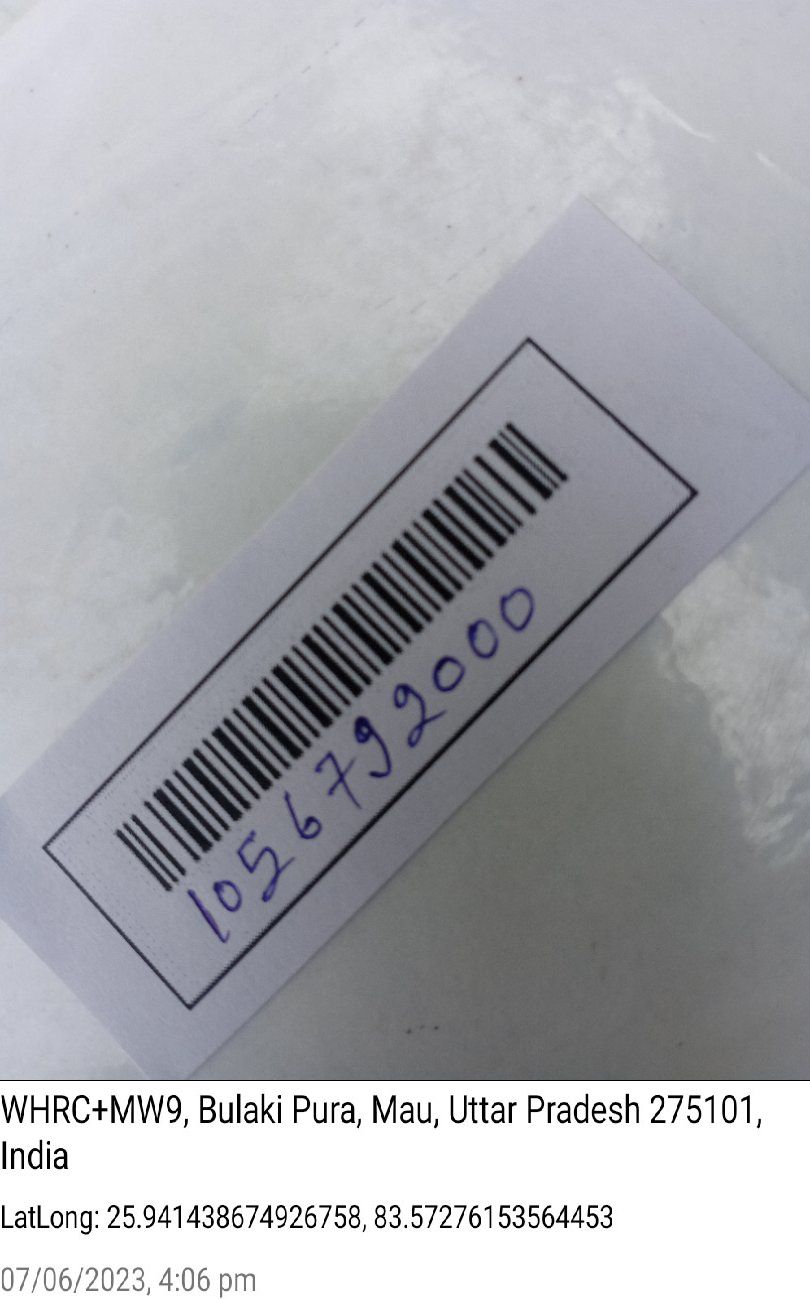 1056792000
WHRC+MW9, Bulaki Pura, Mau, Uttar Pradesh 275101,
India
LatLong: 25.941438674926758, 83.57276153564453
07/06/2023, 4:06 pm